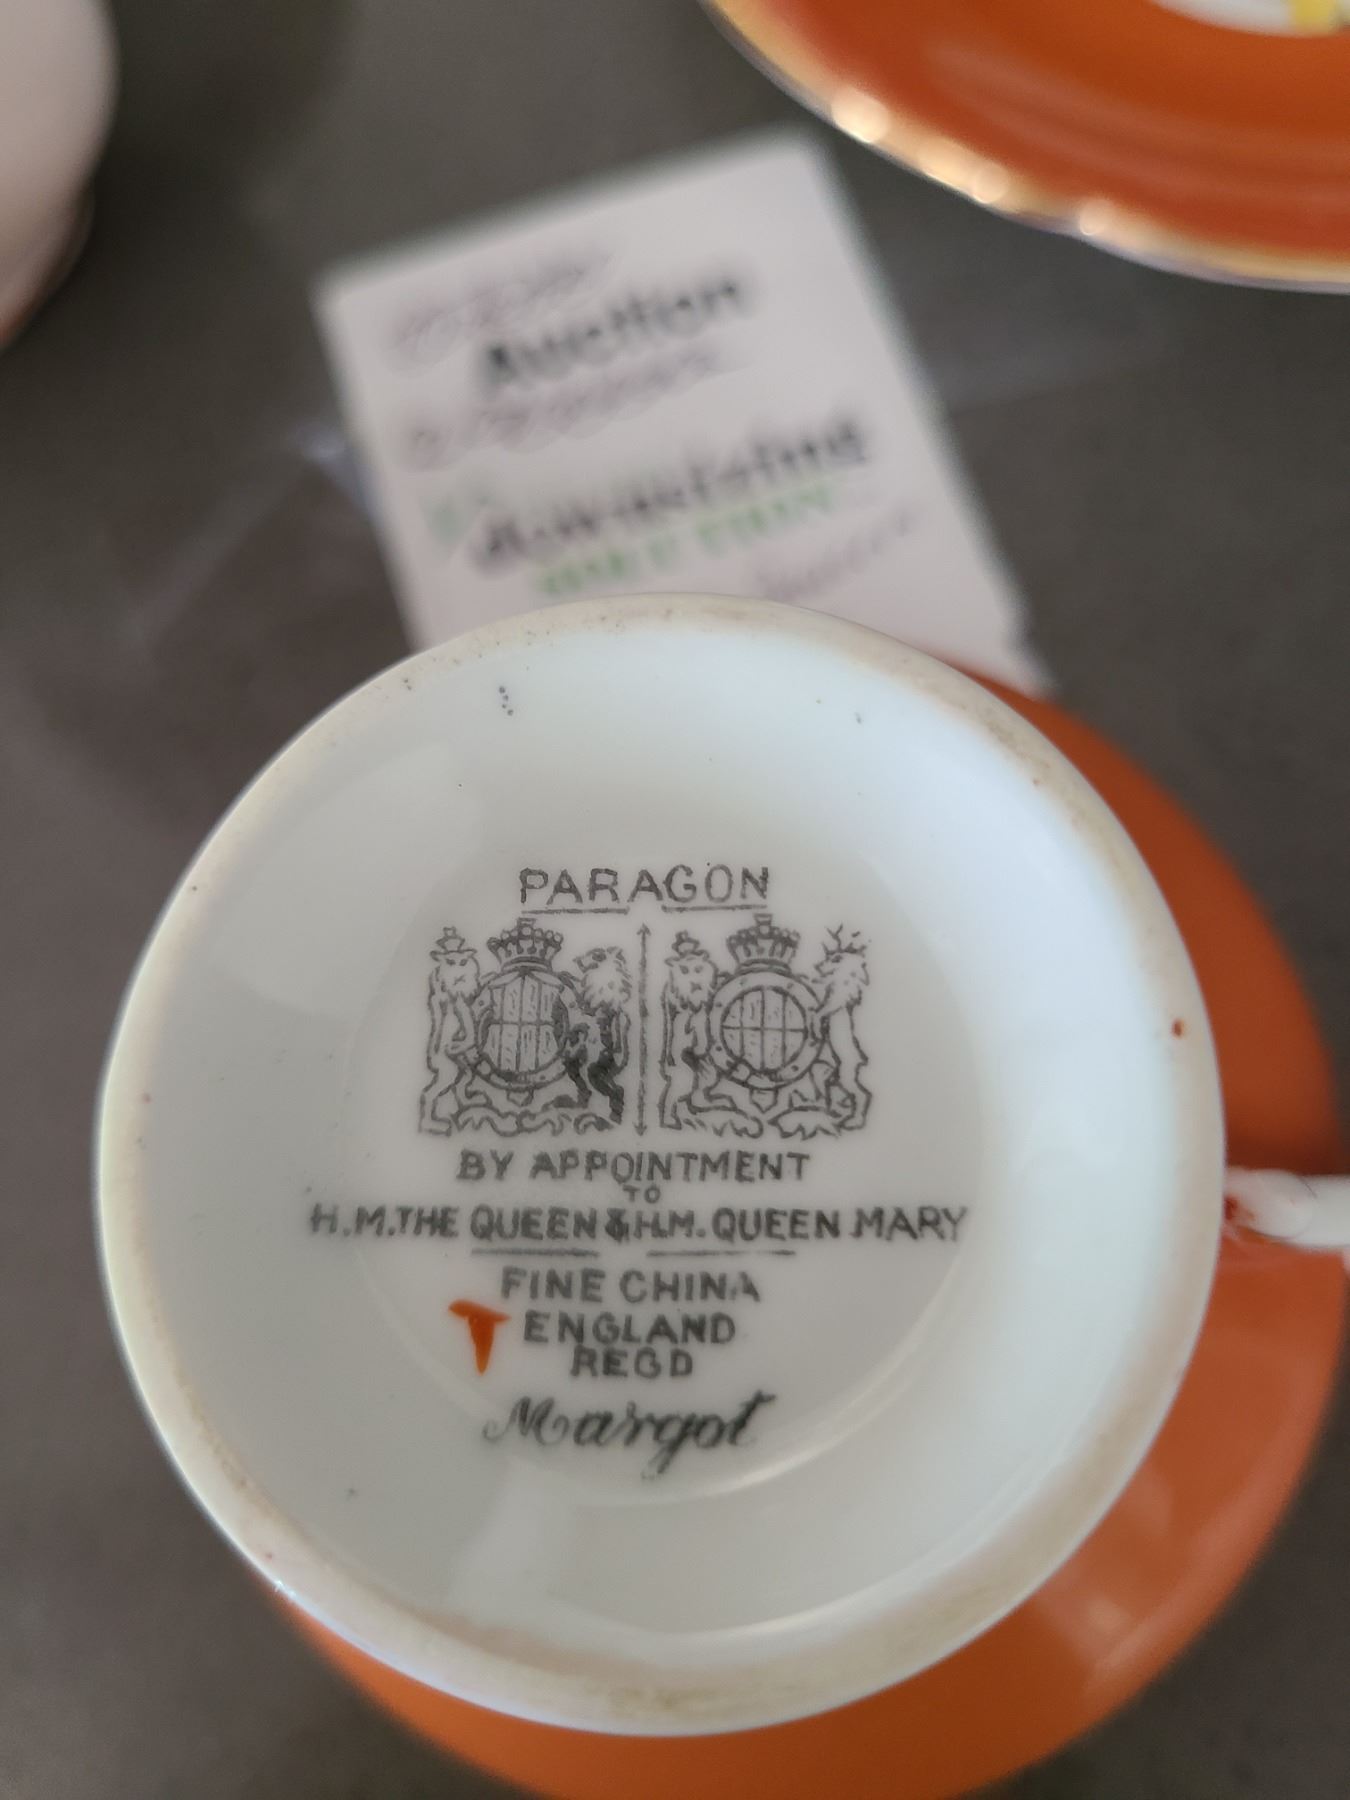 Auction
PARAGON
BY APPOINTMENT
TO
H.M. THE QUEEN & H.M. QUEEN MARY
FINE CHINA
T ENGLAND
REGD
Margot